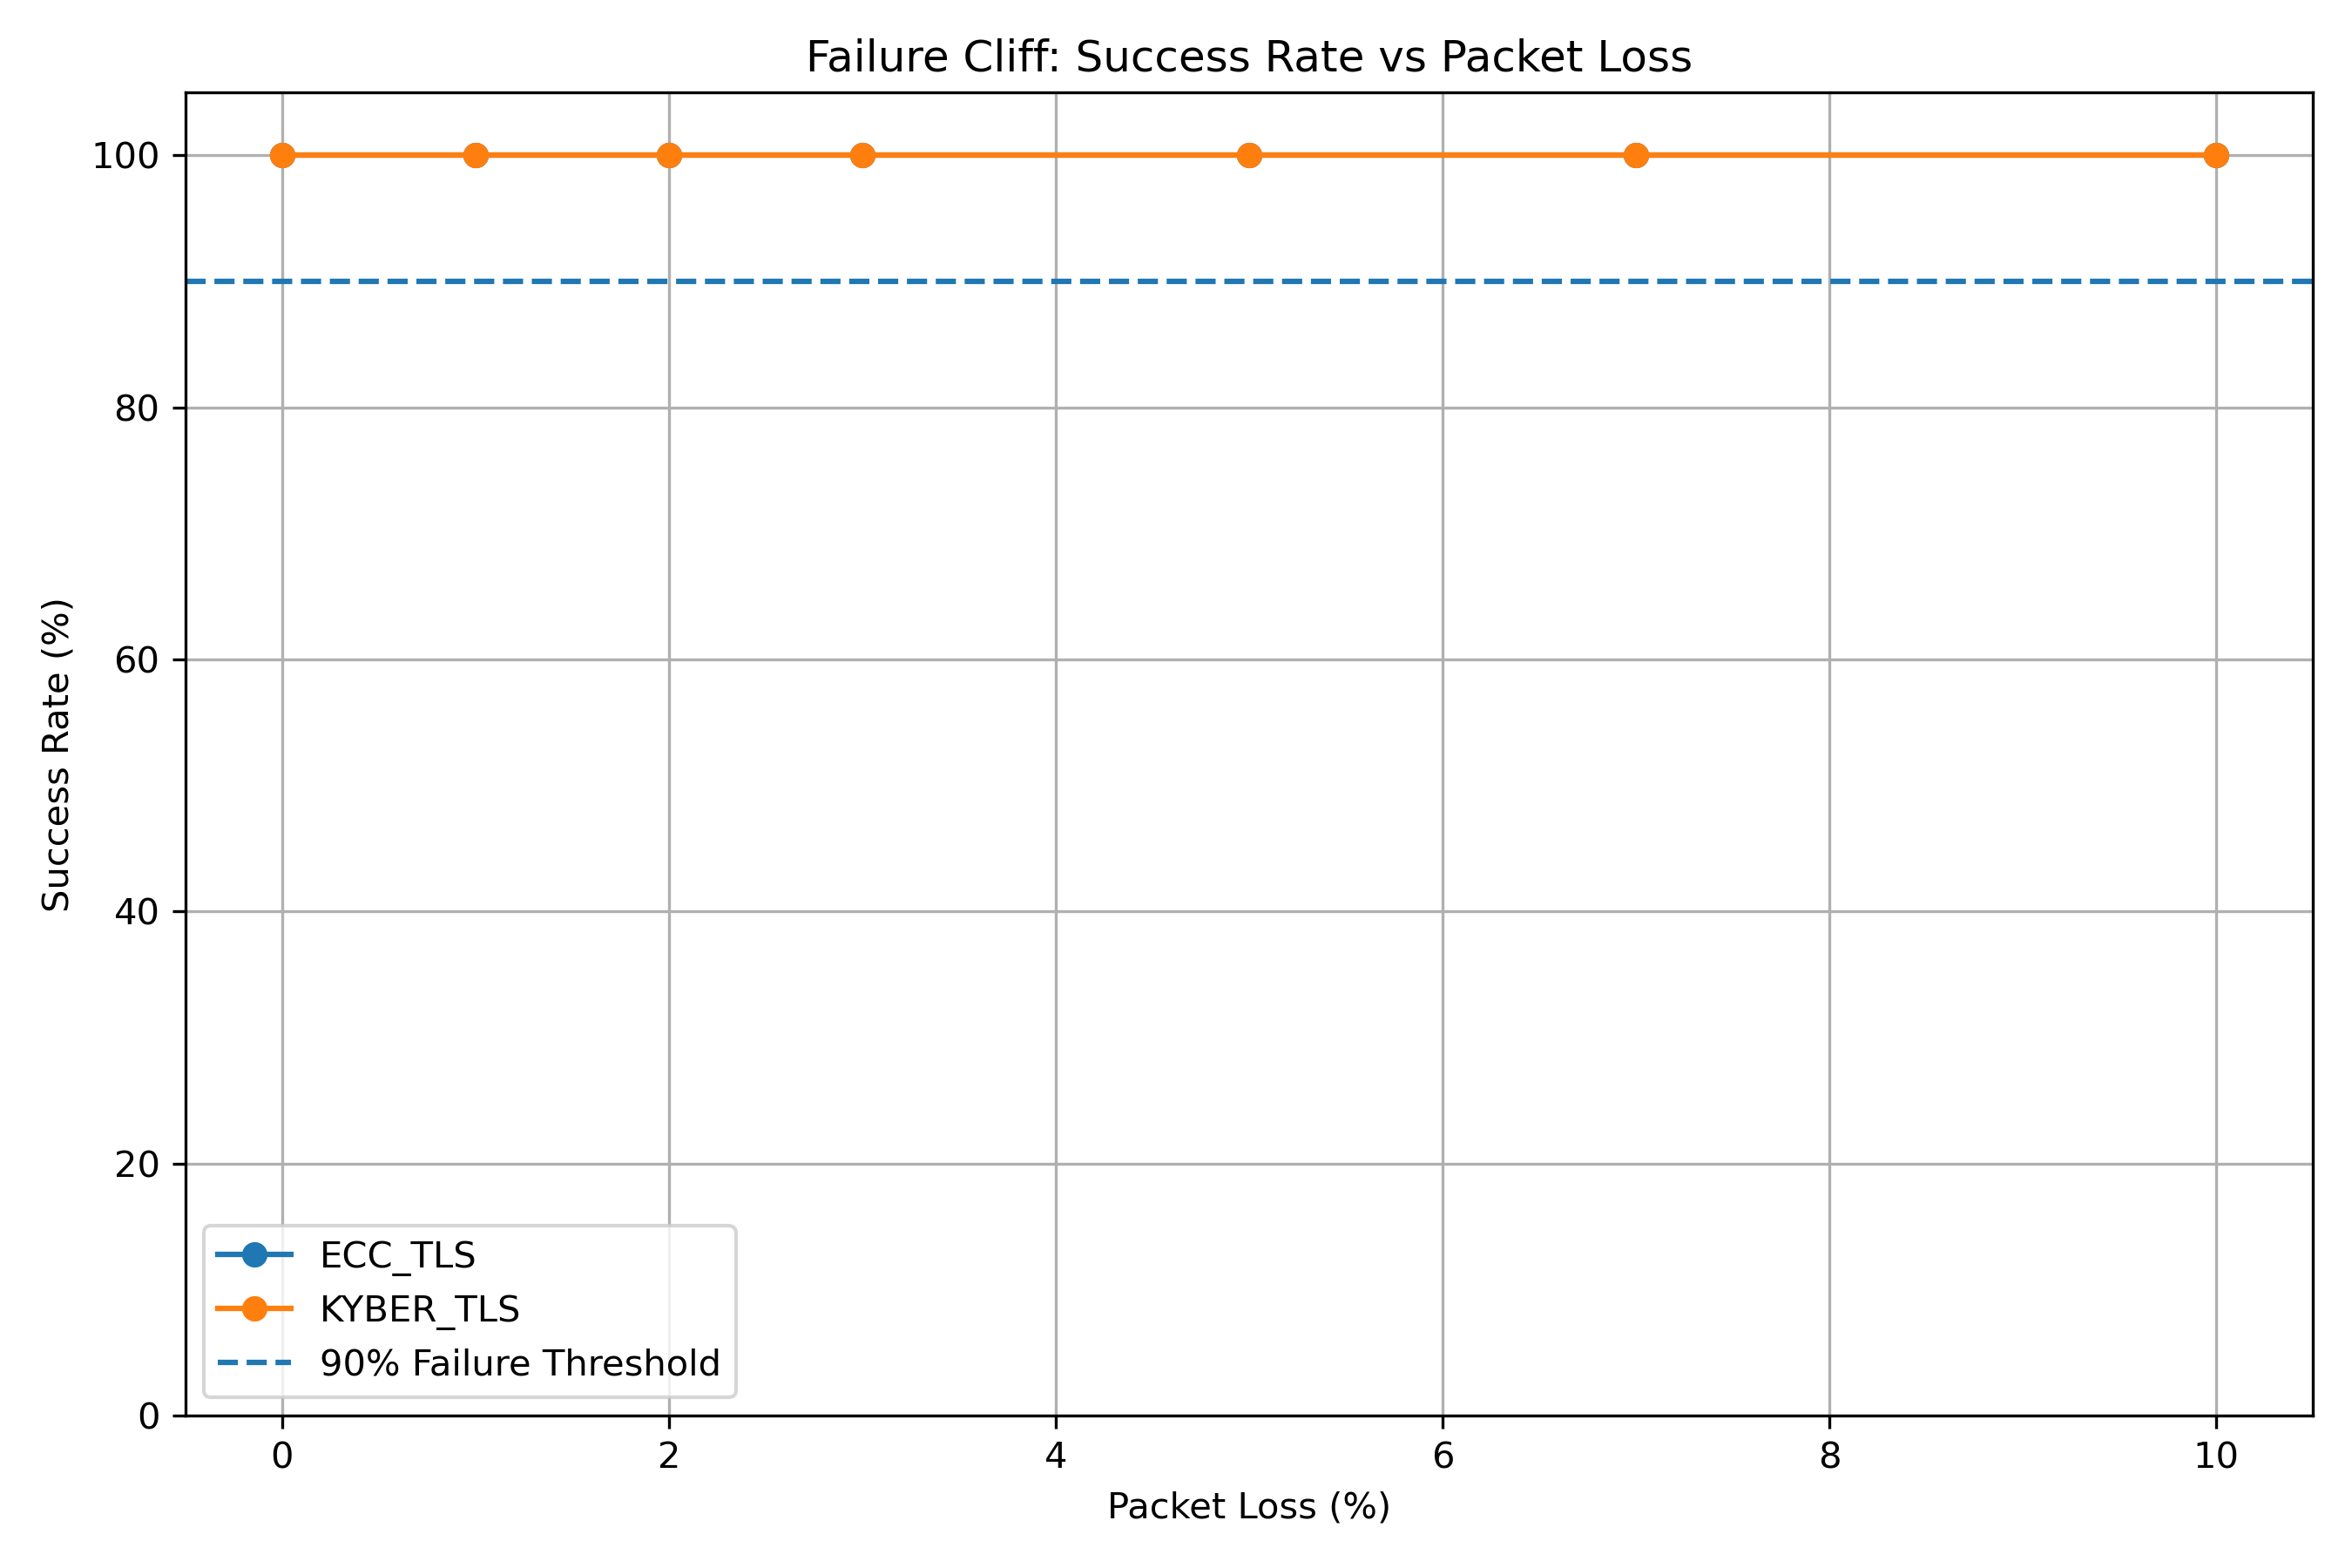 Failure Cliff: Success Rate vs Packet Loss
100
80
60
40
20
0
Success Rate (%)
ECC_TLS
KYBER_TLS
90% Failure Threshold
0 2 4 6 8 10
Packet Loss (%)